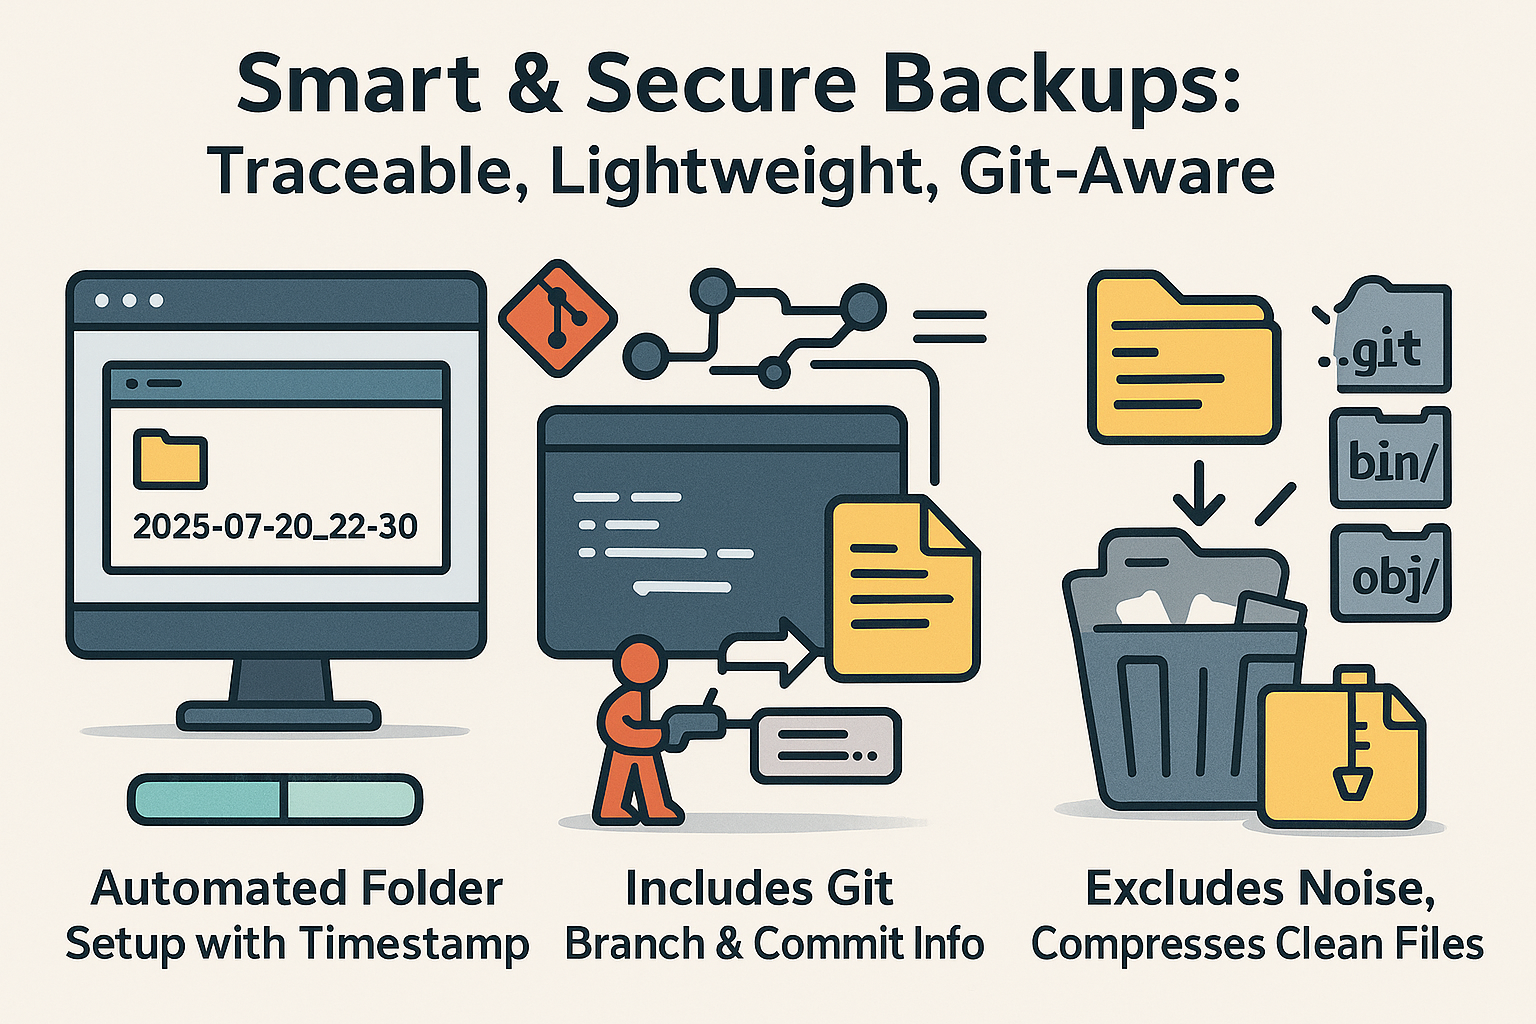 Smart & Secure Backups:
Traceable, Lightweight, Git-Aware
2025-07-20_22-30
..git
bin/
obj/
Automated Folder
Setup with Timestamp
Includes Git
Branch & Commit Info
Excludes Noise,
Compresses Clean Files